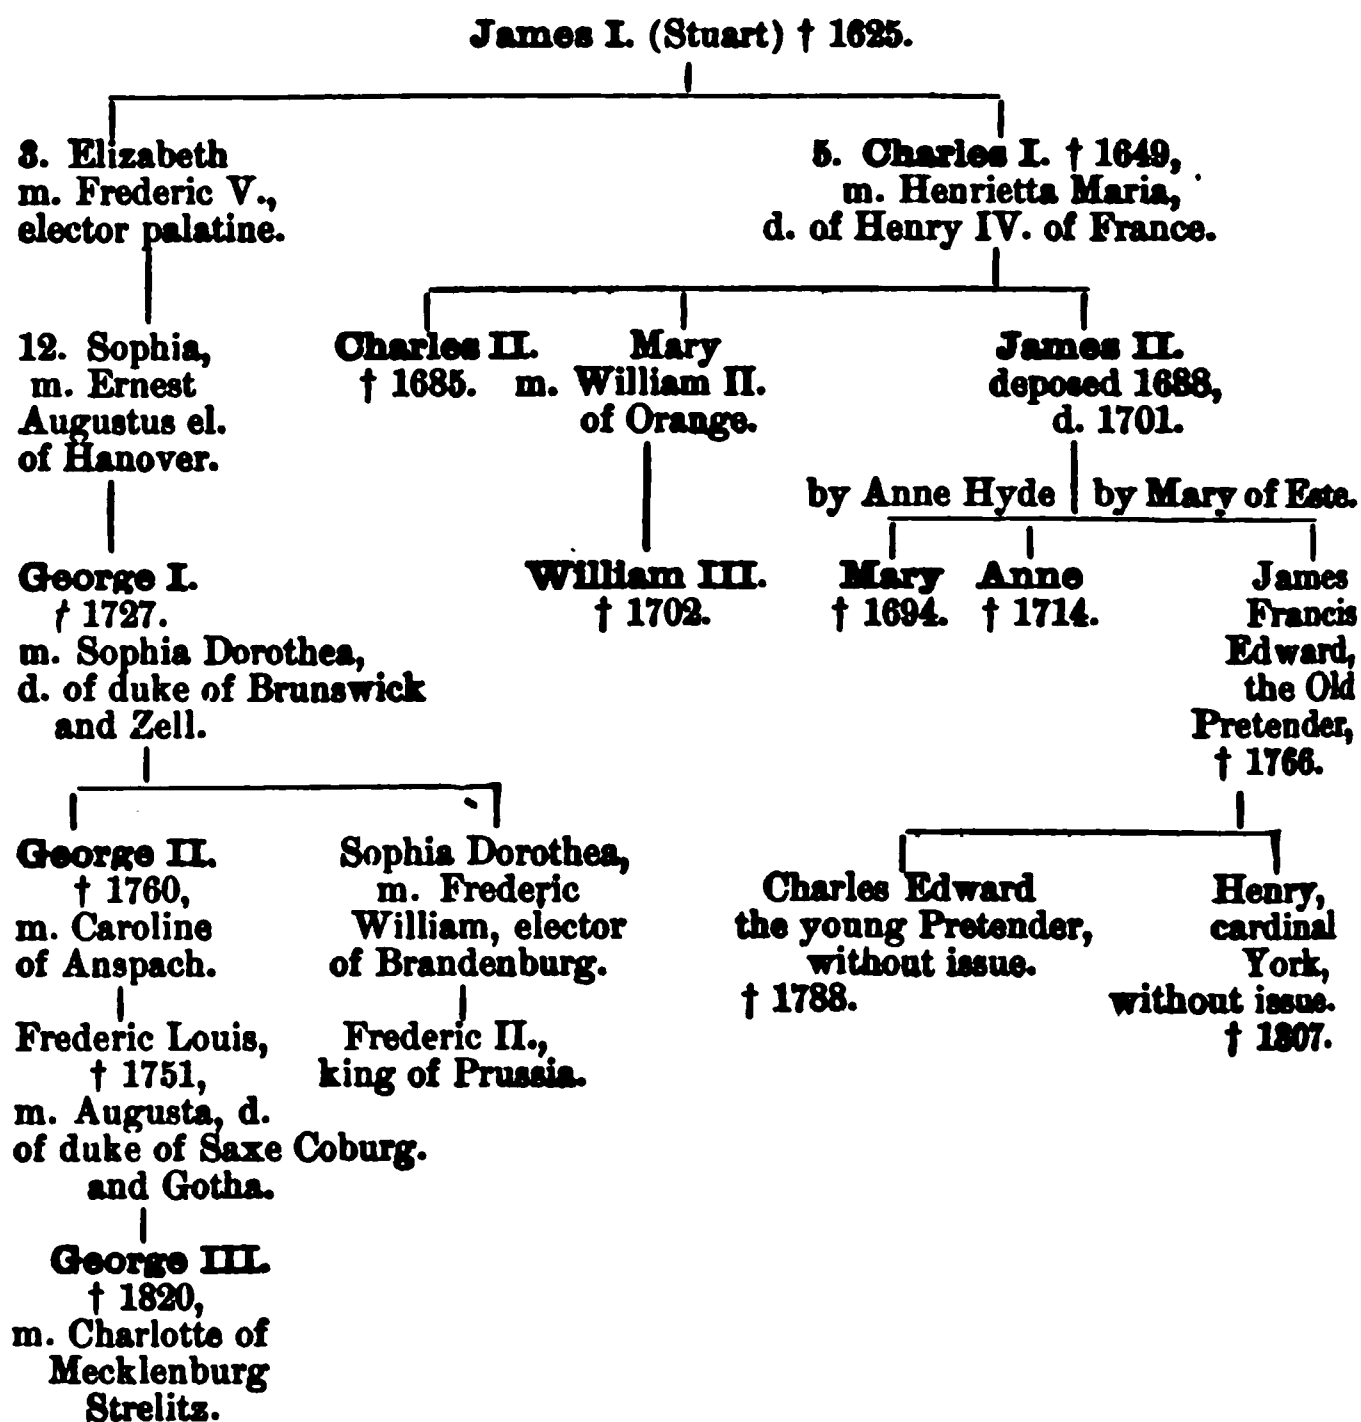 James I. (Stuart) † 1625.
3. Elizabeth
m. Frederic V.,
elector palatine.
5. Charles I. † 1649,
m. Henrietta Maria,
d. of Henry IV. of France.
12. Sophia,
m. Ernest
Augustus el.
of Hanover.
Charles II.
† 1685.
Mary
m. William II.
of Orange.
James II.
deposed 1688,
d. 1701.
by Anne Hyde
by Mary of Este.
George I.
† 1727.
m. Sophia Dorothea,
d. of duke of Brunswick
and Zell.
William III.
† 1702.
Mary
† 1694.
Anne
† 1714.
James
Francis
Edward,
the Old
Pretender,
† 1766.
George II.
† 1760,
m. Caroline
of Anspach.
Sophia Dorothea,
m. Frederic
William, elector
of Brandenburg.
Charles Edward
the young Pretender,
without issue.
† 1788.
Henry,
cardinal
York,
without issue.
† 1807.
Frederic Louis,
† 1751,
m. Augusta, d.
of duke of Saxe Coburg.
and Gotha.
Frederic II.,
king of Prussia.
George III.
† 1820,
m. Charlotte of
Mecklenburg
Strelitz.